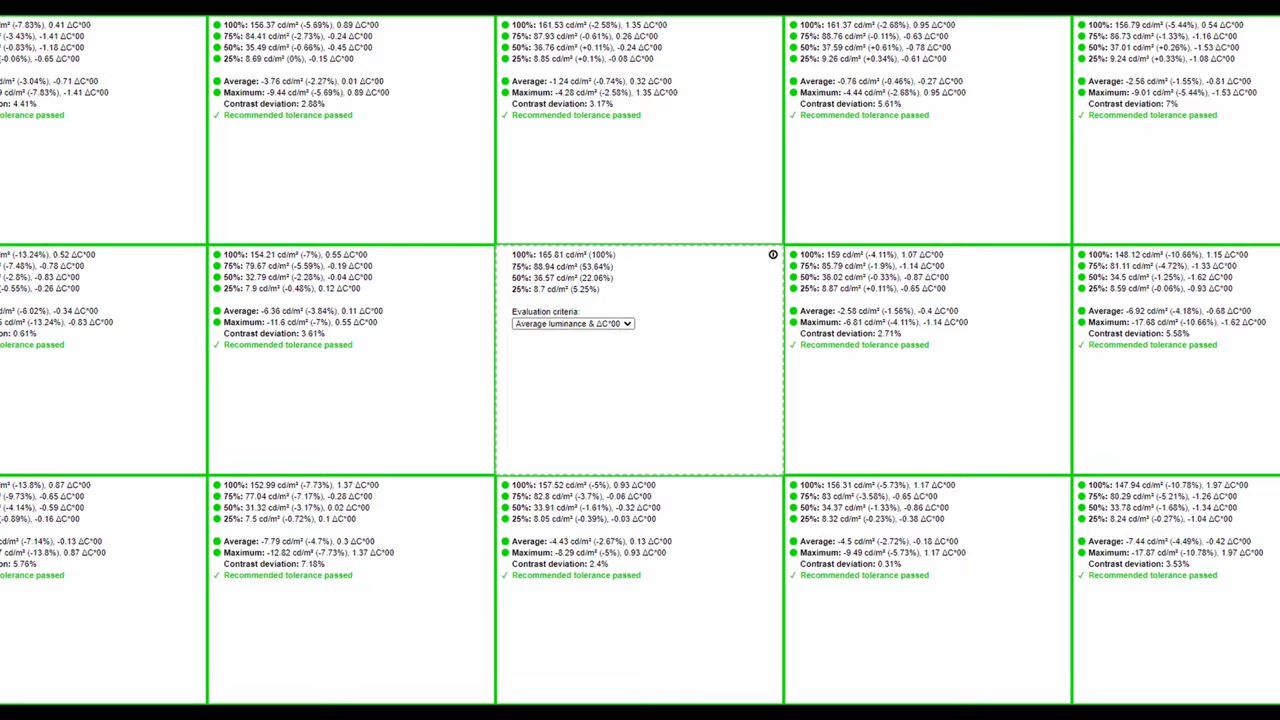 m² (-7.83%), 0.41 ΔC*00
² (-3.43%), -1.41 ΔC*00
² (-0.83%), -1.18 ΔC*00
-0.06%), -0.65 ΔC*00
cd/m² (-3.04%), -0.71 ΔC*00
cd/m² (-7.83%), -1.41 ΔC*00
on: 4.41%
tolerance passed
100%: 156.37 cd/m² (-5.69%), 0.89 ΔC*00
75%: 84.41 cd/m² (-2.73%), -0.24 ΔC*00
50%: 35.49 cd/m² (-0.66%), -0.45 ΔC*00
25%: 8.69 cd/m² (0%), -0.15 ΔC*00
Average: -3.76 cd/m² (-2.27%), 0.01 ΔC*00
Maximum: -9.44 cd/m² (-5.69%), 0.89 ΔC*00
Contrast deviation: 2.88%
✓ Recommended tolerance passed
100%: 161.53 cd/m² (-2.58%), 1.35 ΔC*00
75%: 87.93 cd/m² (-0.61%), 0.26 ΔC*00
50%: 36.76 cd/m² (+0.11%), -0.24 ΔC*00
25%: 8.85 cd/m² (+0.1%), -0.08 ΔC*00
Average: -1.24 cd/m² (-0.74%), 0.32 ΔC*00
Maximum: -4.28 cd/m² (-2.58%), 1.35 ΔC*00
Contrast deviation: 3.17%
✓ Recommended tolerance passed
100%: 161.37 cd/m² (-2.68%), 0.95 ΔC*00
75%: 88.76 cd/m² (-0.11%), -0.63 ΔC*00
50%: 37.59 cd/m² (+0.61%), -0.78 ΔC*00
25%: 9.26 cd/m² (+0.34%), -0.61 ΔC*00
Average: -0.76 cd/m² (-0.46%), -0.27 ΔC*00
Maximum: -4.44 cd/m² (-2.68%), 0.95 ΔC*00
Contrast deviation: 5.61%
✓ Recommended tolerance passed
100%: 156.79 cd/m² (-5.44%), 0.54 ΔC*00
75%: 86.73 cd/m² (-1.33%), -1.16 ΔC*00
50%: 37.01 cd/m² (+0.26%), -1.53 ΔC*00
25%: 9.24 cd/m² (+0.33%), -1.08 ΔC*00
Average: -2.56 cd/m² (-1.55%), -0.81 ΔC*00
Maximum: -9.01 cd/m² (-5.44%), -1.53 ΔC*00
Contrast deviation: 7%
✓ Recommended tolerance passed
m² (-13.24%), 0.52 ΔC*00
² (-7.48%), -0.78 ΔC*00
² (-2.8%), -0.83 ΔC*00
-0.55%), -0.26 ΔC*00
cd/m² (-6.02%), -0.34 ΔC*00
cd/m² (-13.24%), -0.83 ΔC*00
on: 0.61%
tolerance passed
100%: 154.21 cd/m² (-7%), 0.55 ΔC*00
75%: 79.67 cd/m² (-5.59%), -0.19 ΔC*00
50%: 32.79 cd/m² (-2.28%), -0.04 ΔC*00
25%: 7.9 cd/m² (-0.48%), 0.12 ΔC*00
Average: -6.36 cd/m² (-3.84%), 0.11 ΔC*00
Maximum: -11.6 cd/m² (-7%), 0.55 ΔC*00
Contrast deviation: 3.61%
✓ Recommended tolerance passed
100%: 165.81 cd/m² (100%)
75%: 88.94 cd/m² (53.64%)
50%: 36.57 cd/m² (22.06%)
25%: 8.7 cd/m² (5.25%)
Evaluation criteria:
Average luminance & ΔC*00
100%: 159 cd/m² (-4.11%), 1.07 ΔC*00
75%: 85.79 cd/m² (-1.9%), -1.14 ΔC*00
50%: 36.02 cd/m² (-0.33%), -0.87 ΔC*00
25%: 8.87 cd/m² (+0.11%), -0.65 ΔC*00
Average: -2.58 cd/m² (-1.56%), -0.4 ΔC*00
Maximum: -6.81 cd/m² (-4.11%), -1.14 ΔC*00
Contrast deviation: 2.71%
✓ Recommended tolerance passed
100%: 148.12 cd/m² (-10.66%), 1.15 ΔC*00
75%: 81.11 cd/m² (-4.72%), -1.33 ΔC*00
50%: 34.5 cd/m² (-1.25%), -1.62 ΔC*00
25%: 8.59 cd/m² (-0.06%), -0.93 ΔC*00
Average: -6.92 cd/m² (-4.18%), -0.68 ΔC*00
Maximum: -17.68 cd/m² (-10.66%), -1.62 ΔC*00
Contrast deviation: 5.58%
✓ Recommended tolerance passed
m² (-13.8%), 0.87 ΔC*00
² (-9.73%), -0.65 ΔC*00
² (-4.14%), -0.59 ΔC*00
-0.89%), -0.16 ΔC*00
cd/m² (-7.14%), -0.13 ΔC*00
cd/m² (-13.8%), 0.87 ΔC*00
on: 5.76%
tolerance passed
100%: 152.99 cd/m² (-7.73%), 1.37 ΔC*00
75%: 77.04 cd/m² (-7.17%), -0.28 ΔC*00
50%: 31.32 cd/m² (-3.17%), 0.02 ΔC*00
25%: 7.5 cd/m² (-0.72%), 0.1 ΔC*00
Average: -7.79 cd/m² (-4.7%), 0.3 ΔC*00
Maximum: -12.82 cd/m² (-7.73%), 1.37 ΔC*00
Contrast deviation: 7.18%
✓ Recommended tolerance passed
100%: 157.52 cd/m² (-5%), 0.93 ΔC*00
75%: 82.8 cd/m² (-3.7%), -0.06 ΔC*00
50%: 33.91 cd/m² (-1.61%), -0.32 ΔC*00
25%: 8.05 cd/m² (-0.39%), -0.03 ΔC*00
Average: -4.43 cd/m² (-2.67%), 0.13 ΔC*00
Maximum: -8.29 cd/m² (-5%), 0.93 ΔC*00
Contrast deviation: 2.4%
✓ Recommended tolerance passed
100%: 156.31 cd/m² (-5.73%), 1.17 ΔC*00
75%: 83 cd/m² (-3.58%), -0.65 ΔC*00
50%: 34.37 cd/m² (-1.33%), -0.86 ΔC*00
25%: 8.32 cd/m² (-0.23%), -0.38 ΔC*00
Average: -4.5 cd/m² (-2.72%), -0.18 ΔC*00
Maximum: -9.49 cd/m² (-5.73%), 1.17 ΔC*00
Contrast deviation: 0.31%
✓ Recommended tolerance passed
100%: 147.94 cd/m² (-10.78%), 1.97 ΔC*00
75%: 80.29 cd/m² (-5.21%), -1.26 ΔC*00
50%: 33.78 cd/m² (-1.68%), -1.34 ΔC*00
25%: 8.24 cd/m² (-0.27%), -1.04 ΔC*00
Average: -7.44 cd/m² (-4.49%), -0.42 ΔC*00
Maximum: -17.87 cd/m² (-10.78%), 1.97 ΔC*00
Contrast deviation: 3.53%
✓ Recommended tolerance passed